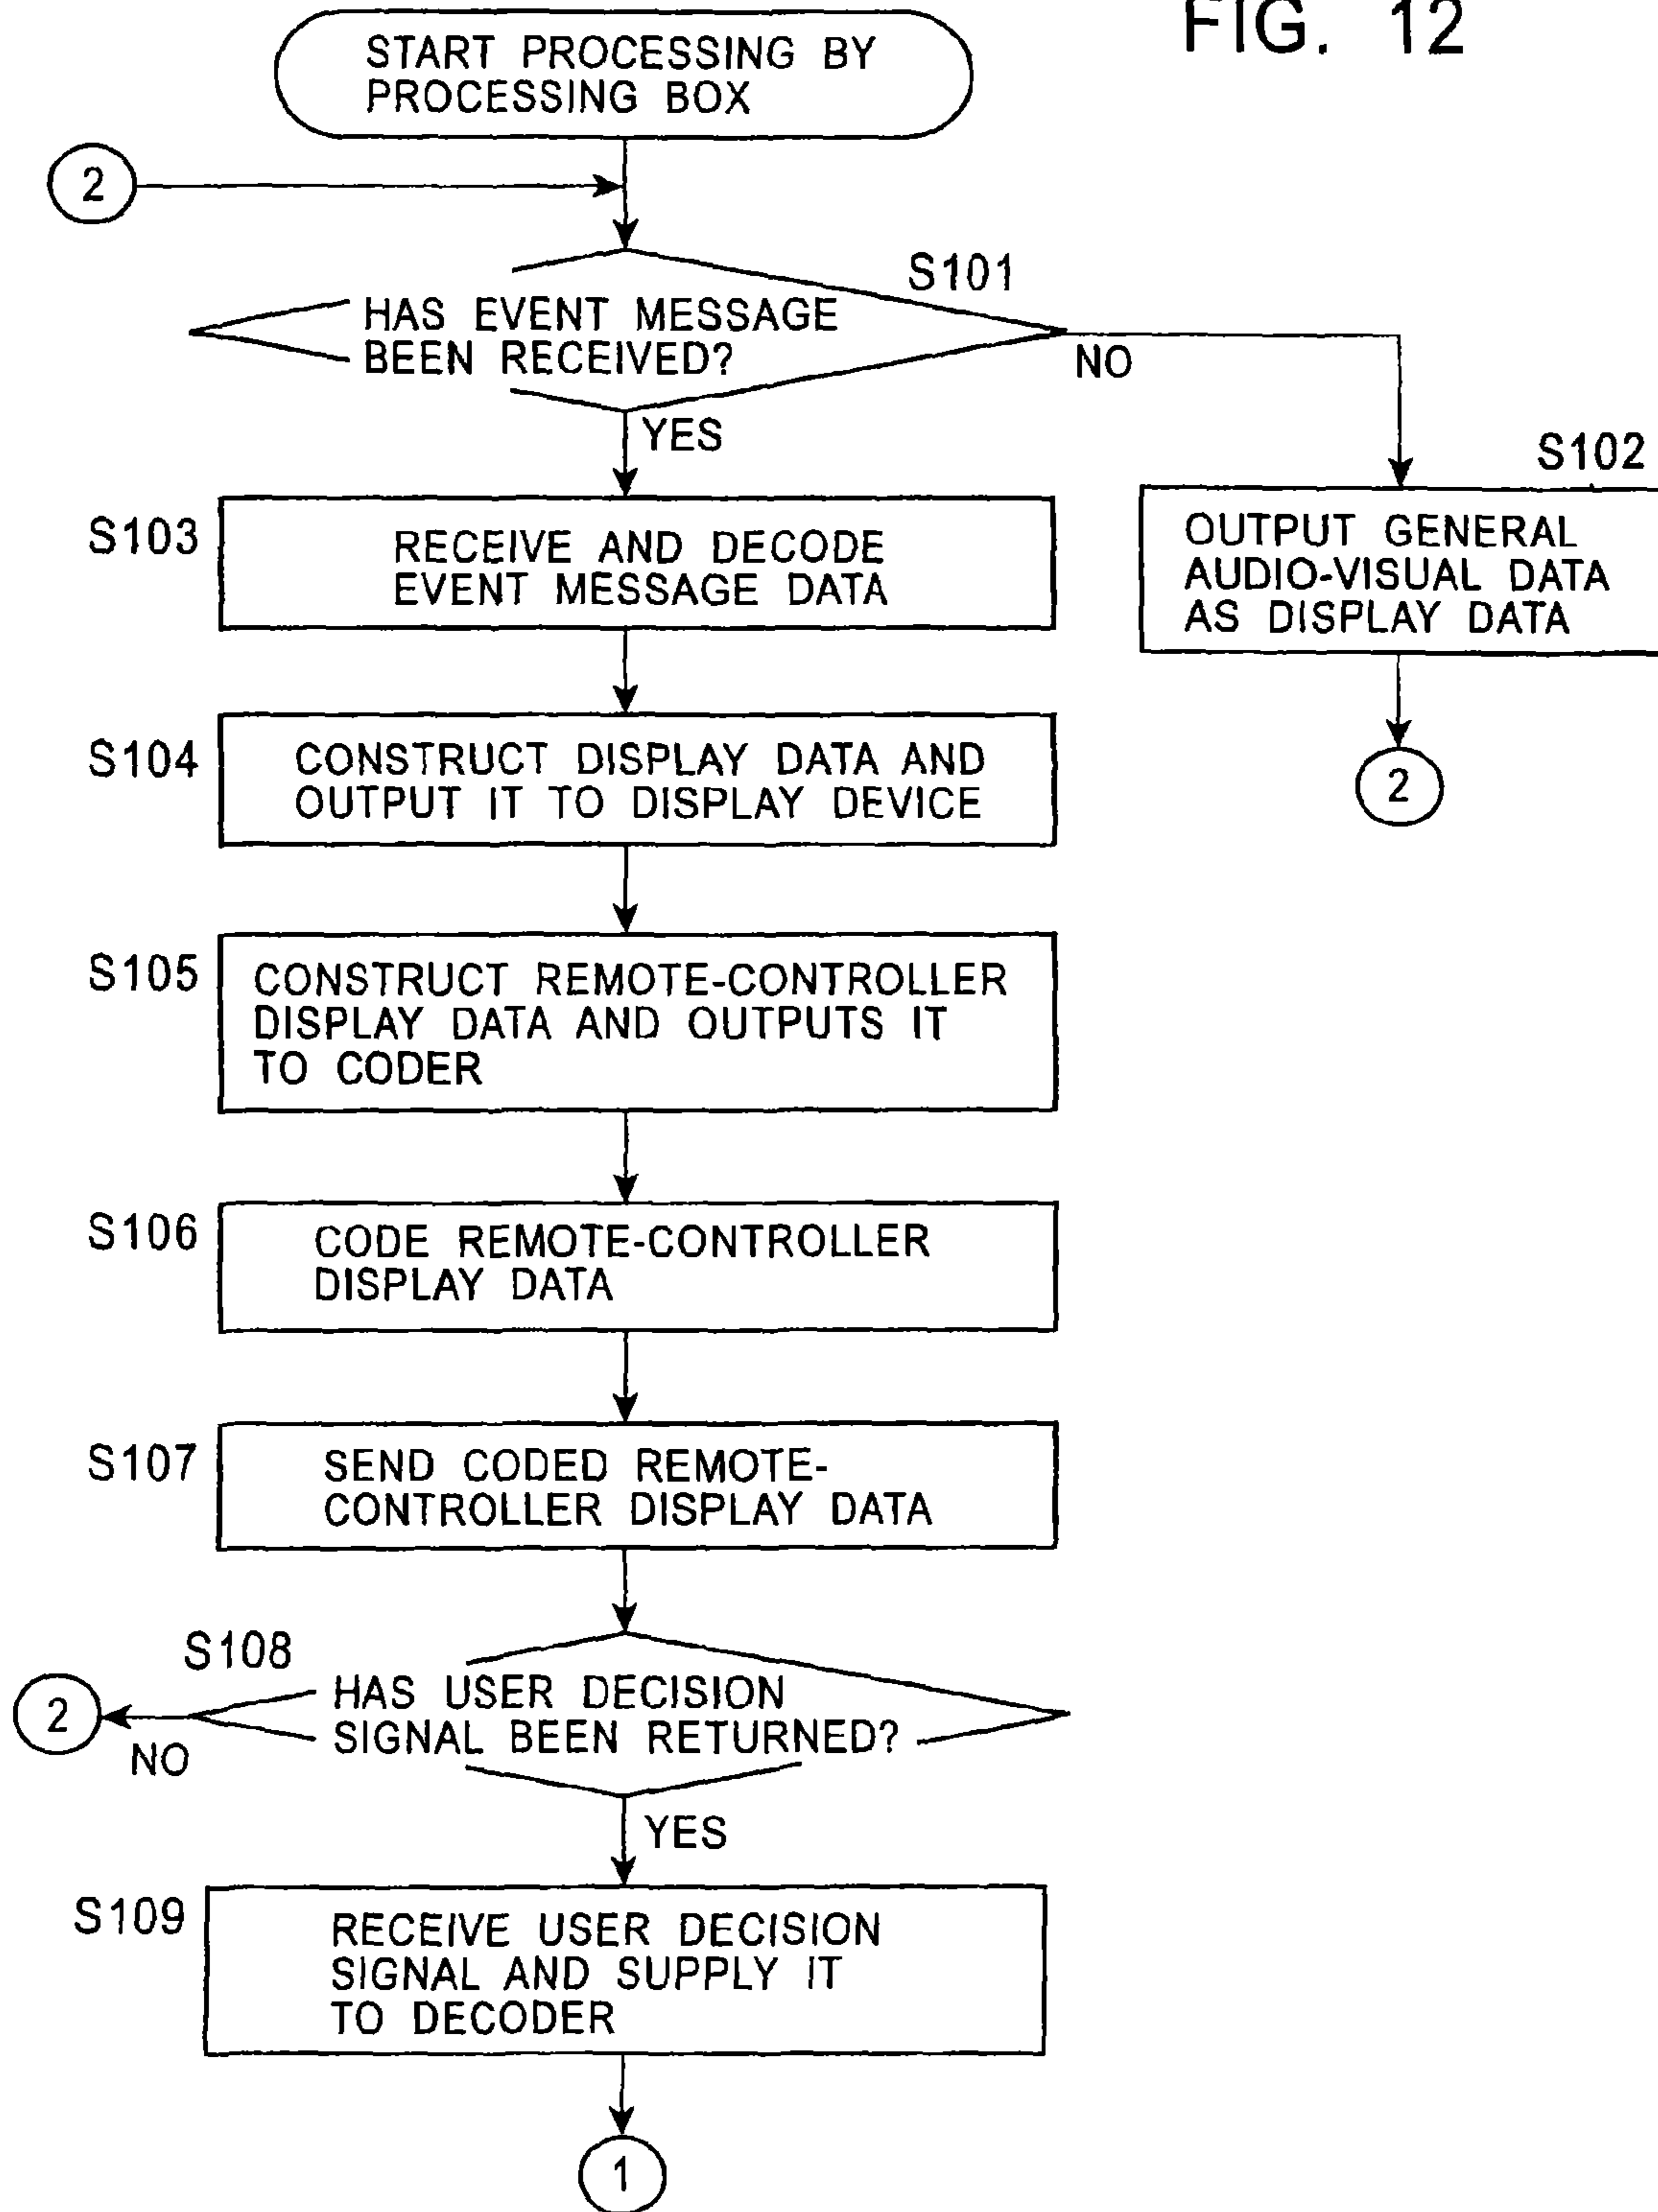 FIG. 12
START PROCESSING BY
PROCESSING BOX
2
S101
HAS EVENT MESSAGE
BEEN RECEIVED?
NO
YES
S102
OUTPUT GENERAL
AUDIO-VISUAL DATA
AS DISPLAY DATA
2
S103
RECEIVE AND DECODE
EVENT MESSAGE DATA
S104
CONSTRUCT DISPLAY DATA AND
OUTPUT IT TO DISPLAY DEVICE
S105
CONSTRUCT REMOTE-CONTROLLER
DISPLAY DATA AND OUTPUTS IT
TO CODER
S106
CODE REMOTE-CONTROLLER
DISPLAY DATA
S107
SEND CODED REMOTE-
CONTROLLER DISPLAY DATA
S108
HAS USER DECISION
SIGNAL BEEN RETURNED?
2
NO
YES
S109
RECEIVE USER DECISION
SIGNAL AND SUPPLY IT
TO DECODER
1